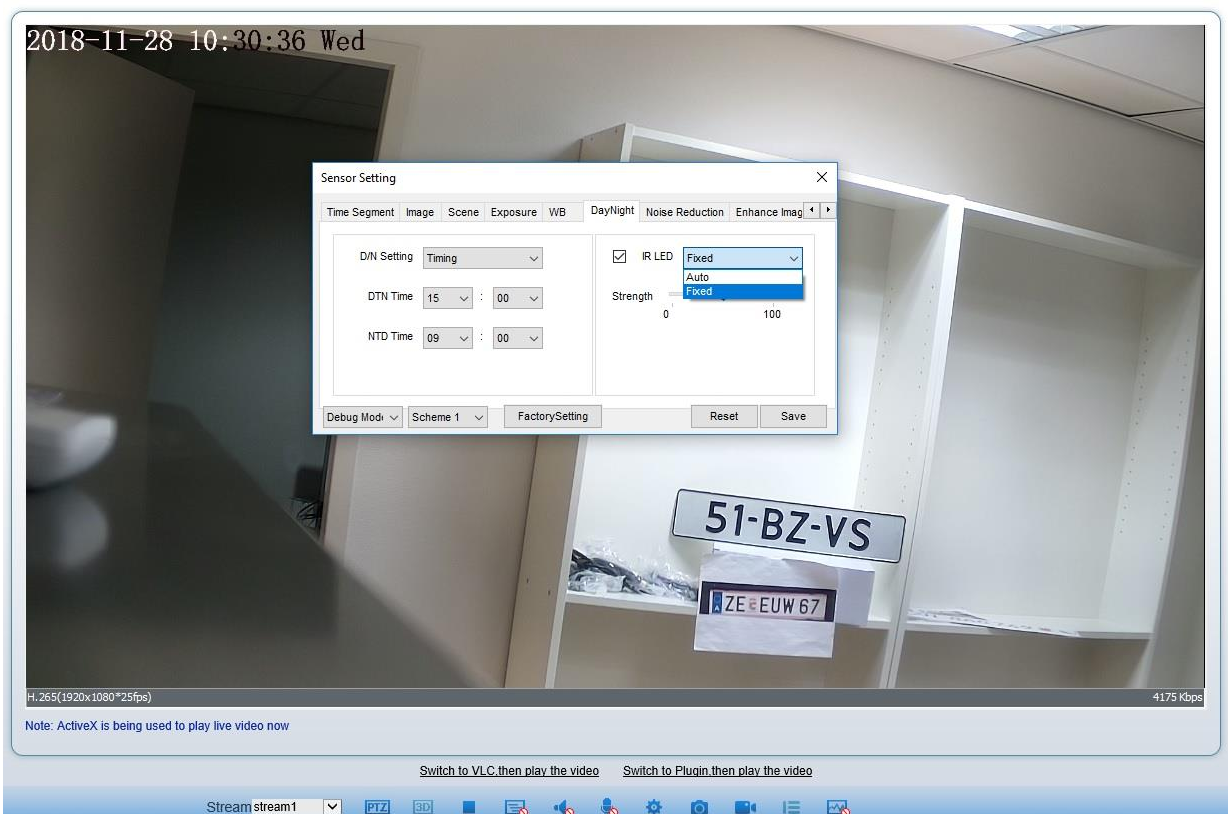 2018-11-28 10:30:36 Wed
Sensor Setting
Time Segment Image Scene Exposure WB DayNight Noise Reduction Enhance Imag
D/N Setting Timing
IR LED Fixed
Auto
Fixed
DTN Time 15 : 00
Strength
0 100
NTD Time 09 : 00
Debug Mod Scheme 1 FactorySetting Reset Save
51-BZ-VS
A
ZE EUW 67
H.265(1920x1080*25fps) 4175 Kbps
Note: ActiveX is being used to play live video now
Switch to VLC,then play the video Switch to Plugin,then play the video
Stream stream1 PTZ 3D